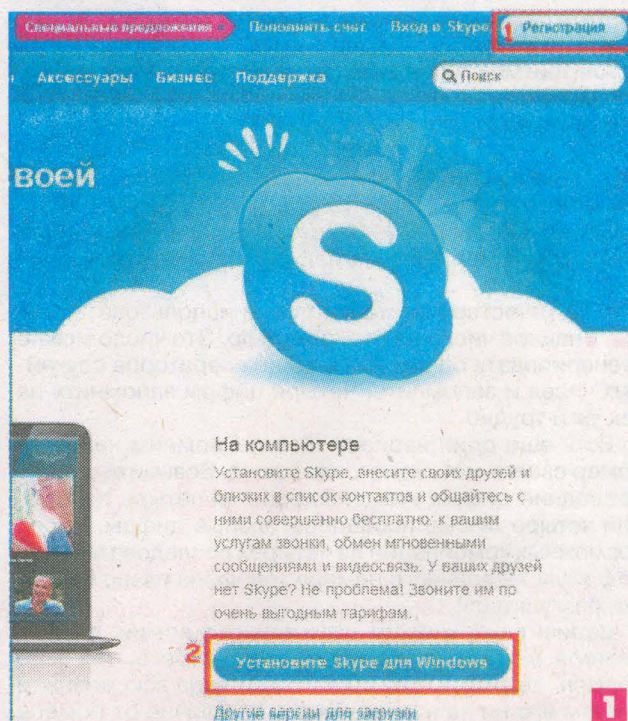 Специальные предложения Пополнить счет Вход в Skype 1 Регистрация
Аксессуары Бизнес Поддержка Поиск
воей
S
На компьютере
Установите Skype, внесите своих друзей и
близких в список контактов и общайтесь с
ними совершенно бесплатно: к вашим
услугам звонки, обмен мгновенными
сообщениями и видеосвязь. У ваших друзей
нет Skype? Не проблема! Звоните им по
очень выгодным тарифам.
2 Установите Skype для Windows
Другие версии для загрузки
1